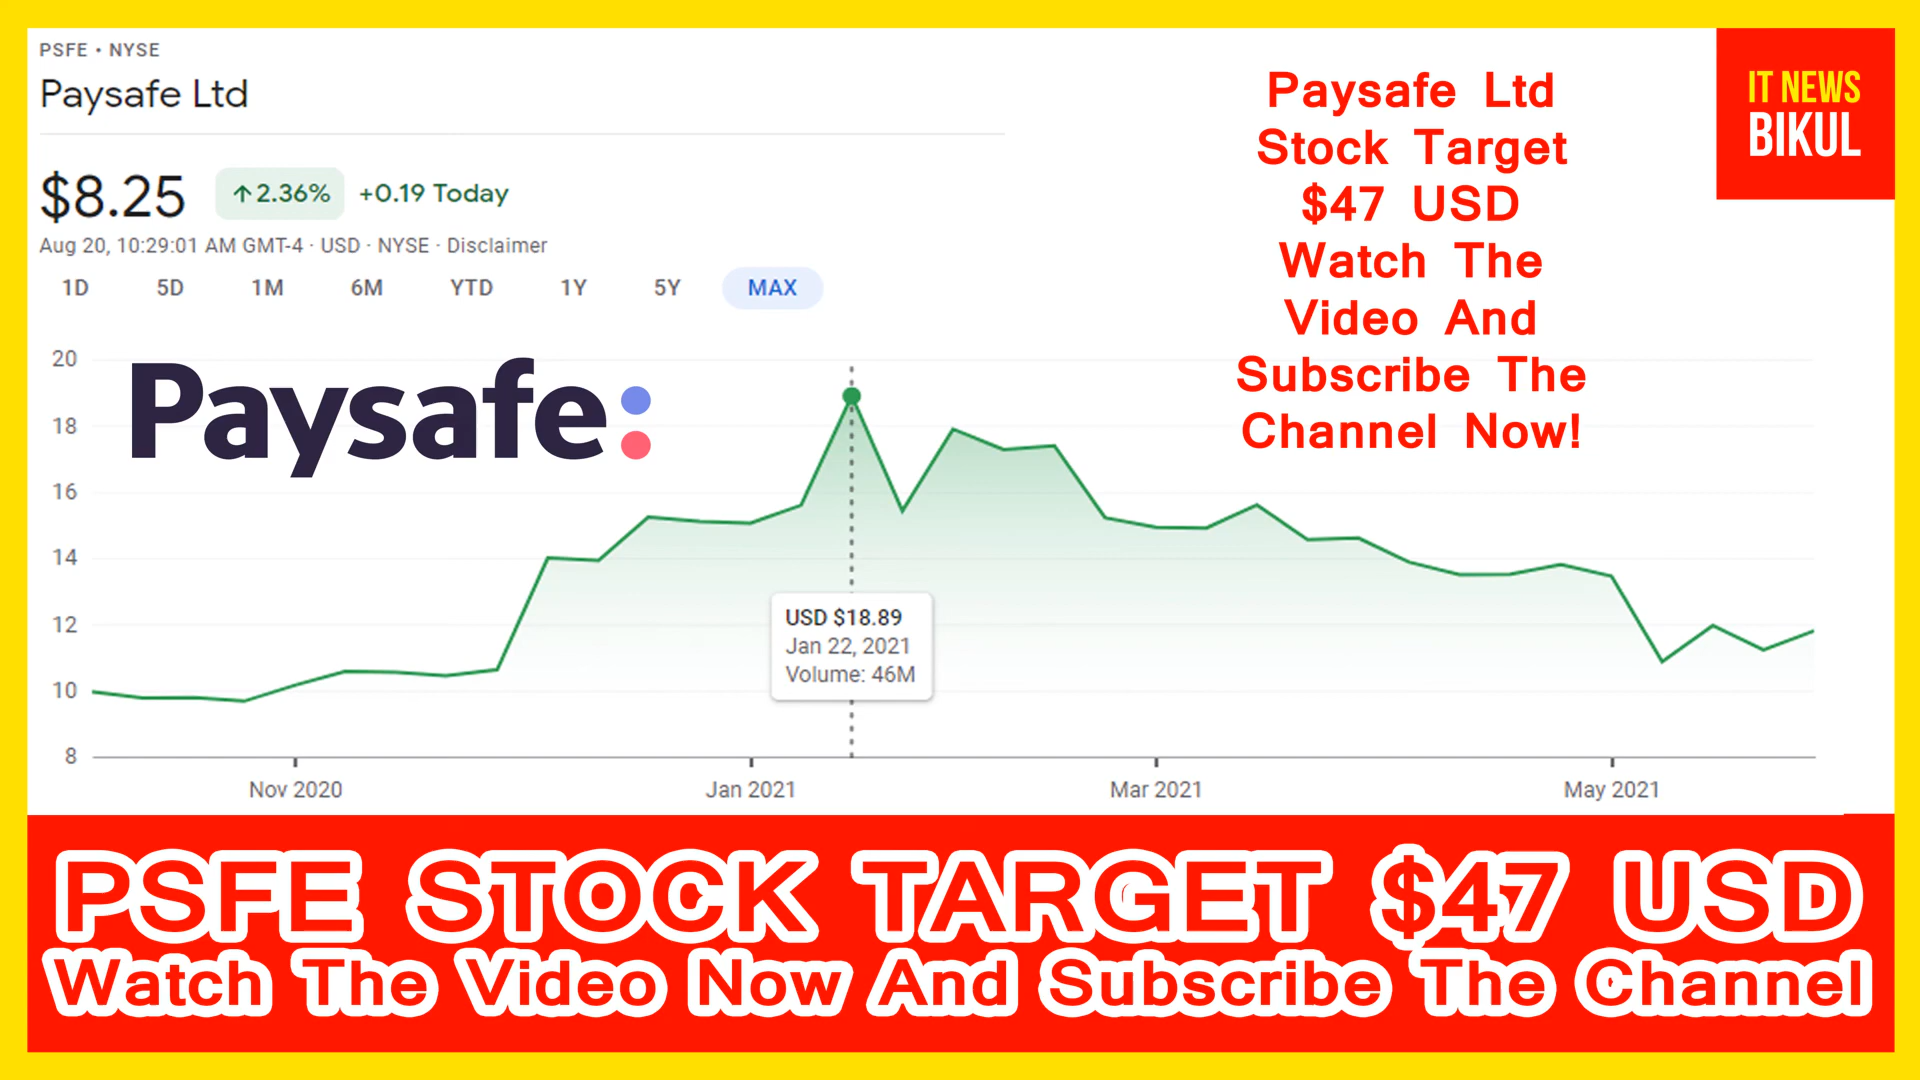 PSFE • NYSE
Paysafe Ltd
$8.25 ↑2.36% +0.19 Today
Aug 20, 10:29:01 AM GMT-4 · USD · NYSE · Disclaimer
1D 5D 1M 6M YTD 1Y 5Y MAX
Paysafe Ltd
Stock Target
$47 USD
Watch The
Video And
Subscribe The
Channel Now!
IT NEWS
BIKUL
Paysafe:
20
18
16
14
12
10
8
USD $18.89
Jan 22, 2021
Volume: 46M
Nov 2020 Jan 2021 Mar 2021 May 2021
PSFE STOCK TARGET $47 USD
Watch The Video Now And Subscribe The Channel